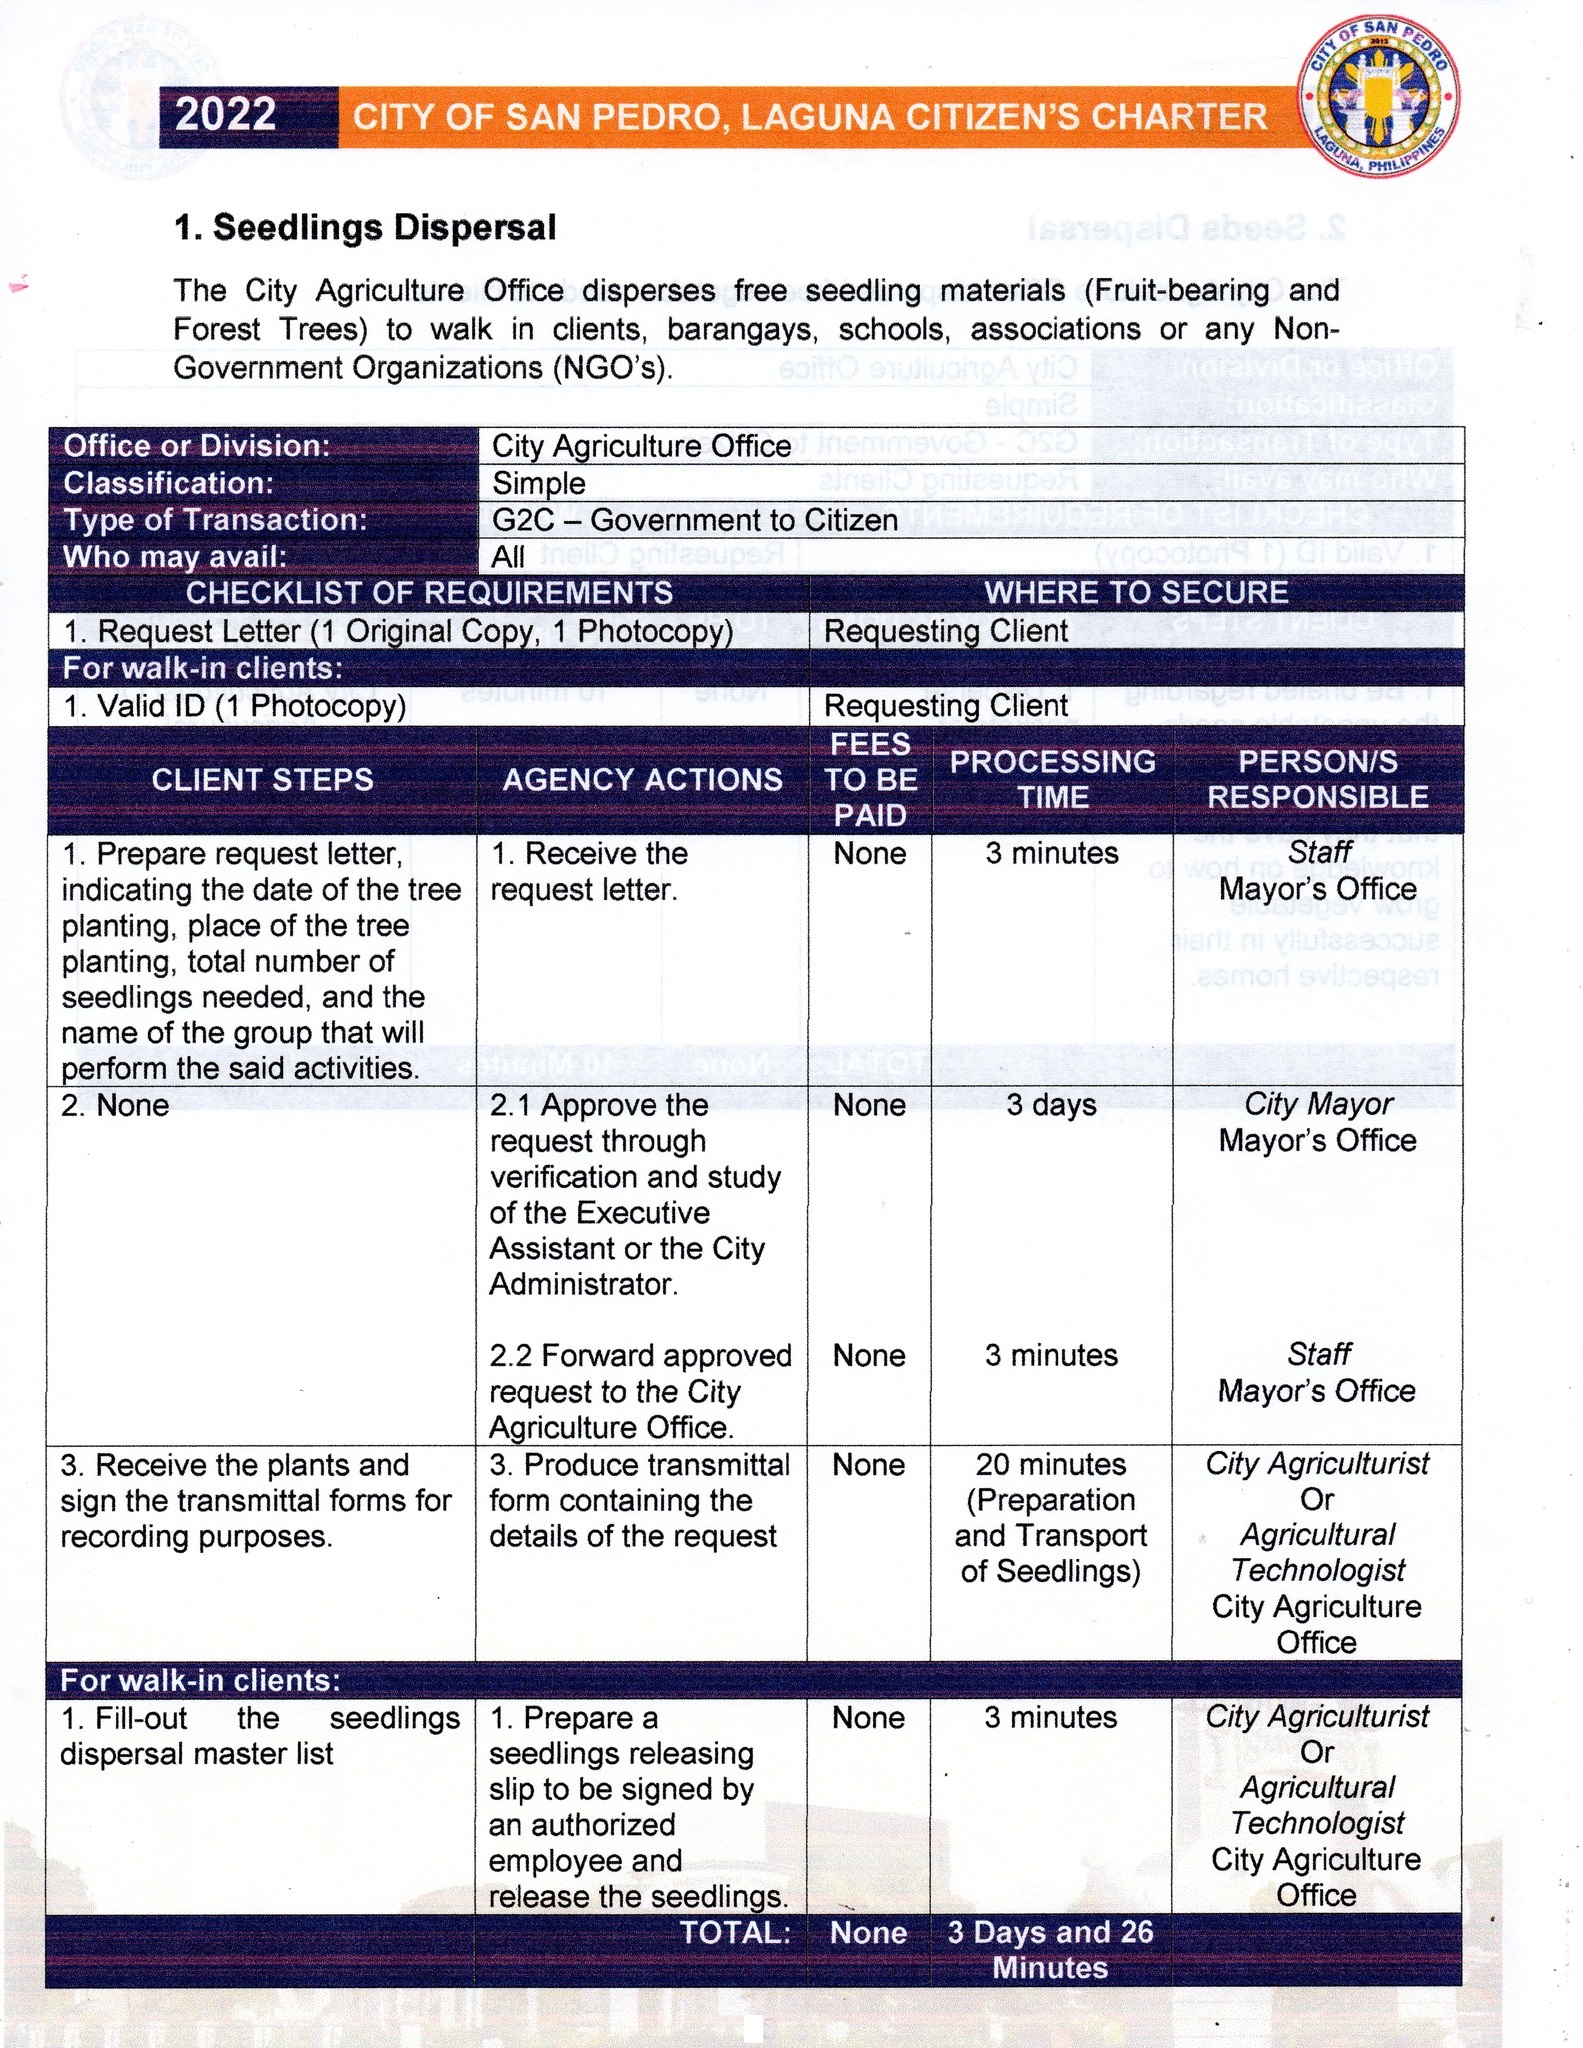 2022 CITY OF SAN PEDRO, LAGUNA CITIZEN'S CHARTER
CITY OF SAN PEDRO
2013
LAGUNA, PHILIPPINES
1. Seedlings Dispersal
The City Agriculture Office disperses free seedling materials (Fruit-bearing and
Forest Trees) to walk in clients, barangays, schools, associations or any Non-
Government Organizations (NGO's).
Office or Division: City Agriculture Office
Classification: Simple
Type of Transaction: G2C – Government to Citizen
Who may avail: All
CHECKLIST OF REQUIREMENTS WHERE TO SECURE
1. Request Letter (1 Original Copy, 1 Photocopy) Requesting Client
For walk-in clients:
1. Valid ID (1 Photocopy) Requesting Client
CLIENT STEPS
AGENCY ACTIONS
FEES
TO BE
PAID
PROCESSING
TIME
PERSON/S
RESPONSIBLE
1. Prepare request letter,
indicating the date of the tree
planting, place of the tree
planting, total number of
seedlings needed, and the
name of the group that will
perform the said activities.
1. Receive the
request letter.
None
3 minutes
Staff
Mayor's Office
2. None
2.1 Approve the
request through
verification and study
of the Executive
Assistant or the City
Administrator.
None
3 days
City Mayor
Mayor's Office
2.2 Forward approved
request to the City
Agriculture Office.
None
3 minutes
Staff
Mayor's Office
3. Receive the plants and
sign the transmittal forms for
recording purposes.
3. Produce transmittal
form containing the
details of the request
None
20 minutes
(Preparation
and Transport
of Seedlings)
City Agriculturist
Or
Agricultural
Technologist
City Agriculture
Office
For walk-in clients:
1. Fill-out the seedlings
dispersal master list
1. Prepare a
seedlings releasing
slip to be signed by
an authorized
employee and
release the seedlings.
None
3 minutes
City Agriculturist
Or
Agricultural
Technologist
City Agriculture
Office
TOTAL: None 3 Days and 26
Minutes